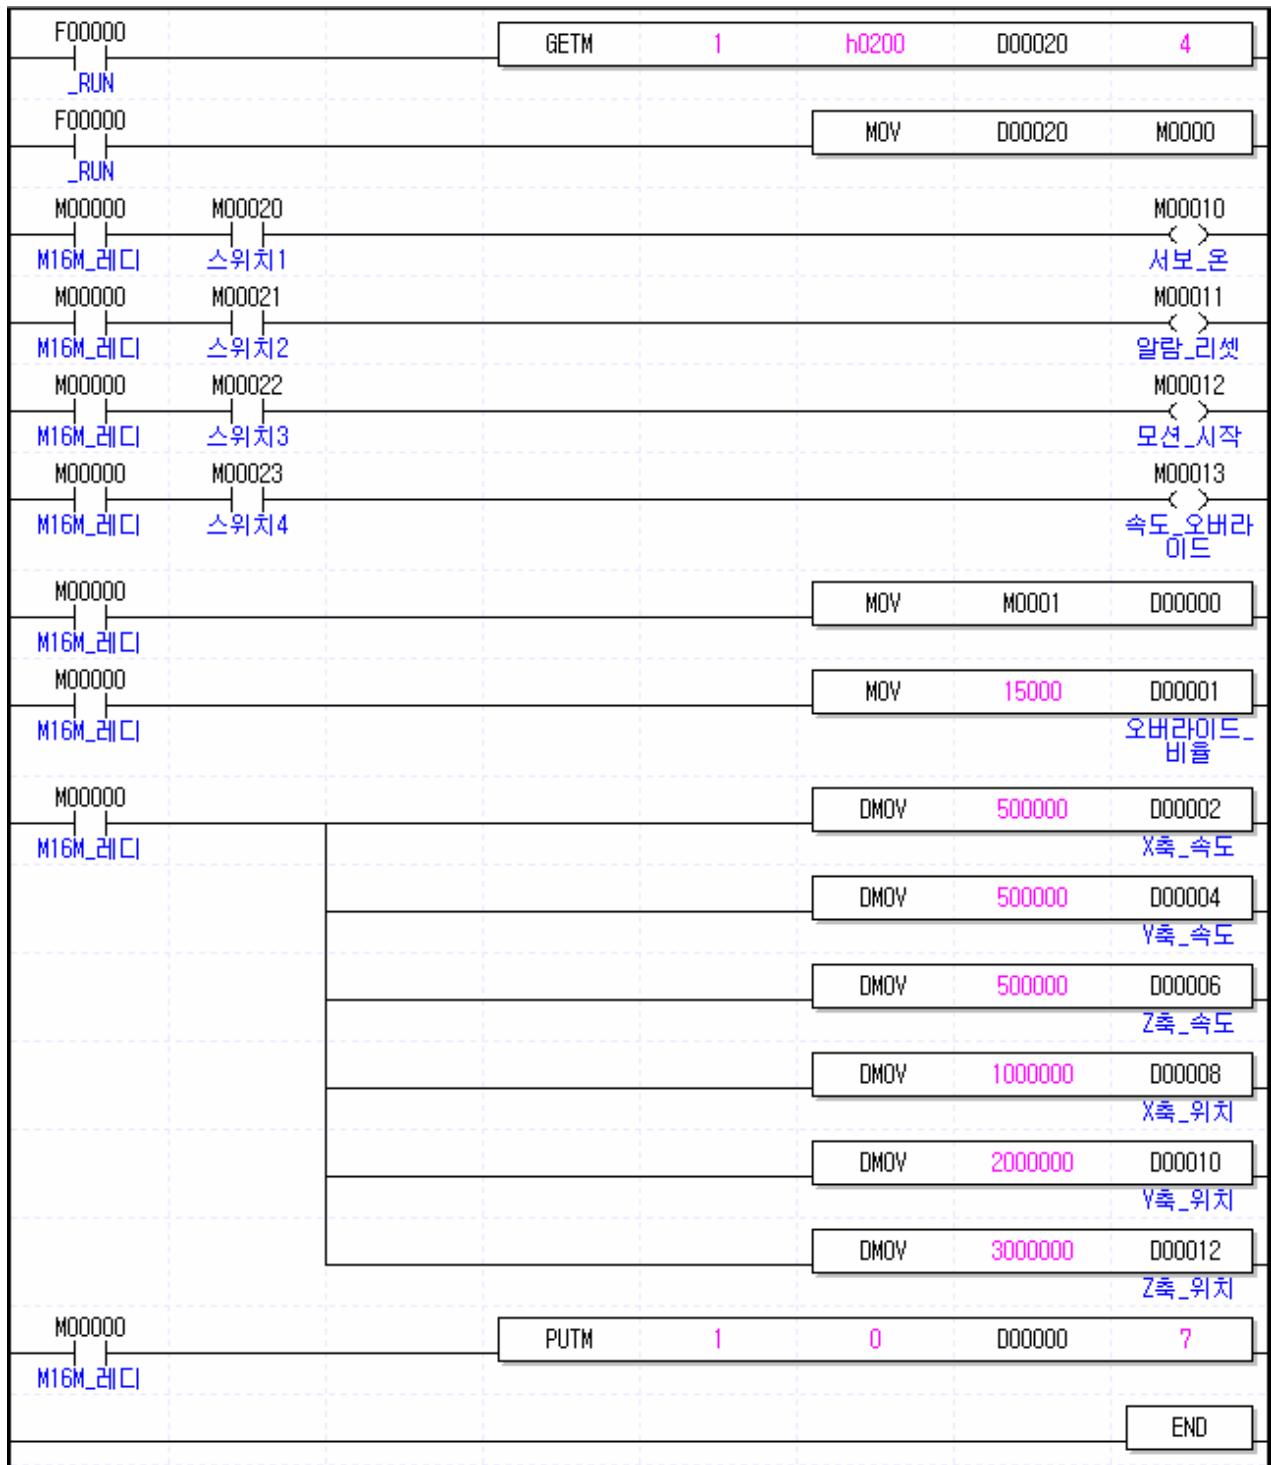 F00000
GETM 1 h0200 D00020 4
_RUN
F00000
MOV D00020 M0000
_RUN
M00000 M00020 M00010
M16M_레디 스위치1 서보_온
M00000 M00021 M00011
M16M_레디 스위치2 알람_리셋
M00000 M00022 M00012
M16M_레디 스위치3 모션_시작
M00000 M00023 M00013
M16M_레디 스위치4 속도_오버라
이드
M00000
MOV M0001 D00000
M16M_레디
M00000
MOV 15000 D00001
M16M_레디 오버라이드_
비율
M00000
DMOV 500000 D00002
M16M_레디 X축_속도
DMOV 500000 D00004
Y축_속도
DMOV 500000 D00006
Z축_속도
DMOV 1000000 D00008
X축_위치
DMOV 2000000 D00010
Y축_위치
DMOV 3000000 D00012
Z축_위치
M00000
PUTM 1 0 D00000 7
M16M_레디
END